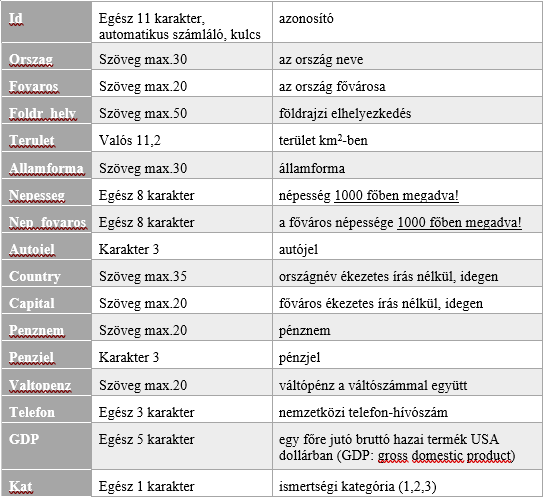 Id Egész 11 karakter, automatikus számláló, kulcs azonosító
Orszag Szöveg max.30 az ország neve
Fovaros Szöveg max.20 az ország fővárosa
Foldr_hely Szöveg max.50 földrajzi elhelyezkedés
Terulet Valós 11,2 terület km²-ben
Allamforma Szöveg max.30 államforma
Nepesseg Egész 8 karakter népesség 1000 főben megadva!
Nep_fovaros Egész 8 karakter a főváros népessége 1000 főben megadva!
Autojel Karakter 3 autójel
Country Szöveg max.35 országnév ékezetes írás nélkül, idegen
Capital Szöveg max.20 főváros ékezetes írás nélkül, idegen
Penznem Szöveg max.20 pénznem
Penzjel Karakter 3 pénzjel
Valtopenz Szöveg max.20 váltópénz a váltószámmal együtt
Telefon Egész 3 karakter nemzetközi telefon-hívószám
GDP Egész 5 karakter egy főre jutó bruttó hazai termék USA dollárban (GDP: gross domestic product)
Kat Egész 1 karakter ismertségi kategória (1,2,3)